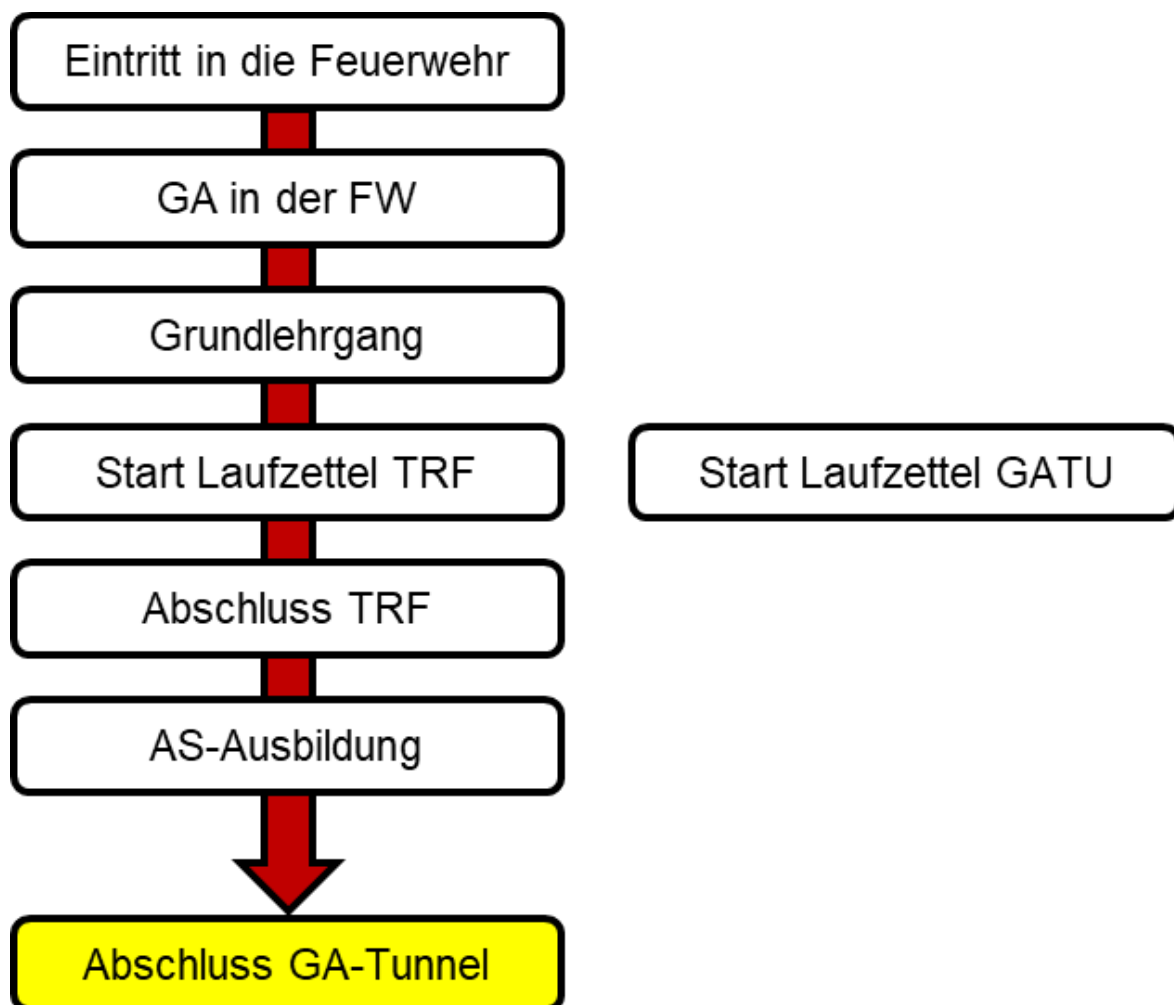 Eintritt in die Feuerwehr
GA in der FW
Grundlehrgang
Start Laufzettel TRF
Start Laufzettel GATU
Abschluss TRF
AS-Ausbildung
Abschluss GA-Tunnel